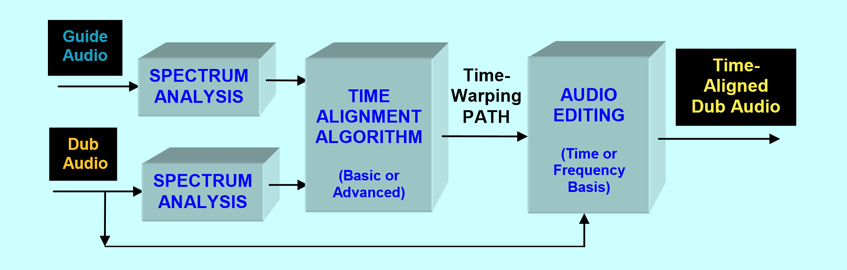 Guide
Audio
SPECTRUM
ANALYSIS
Dub
Audio
SPECTRUM
ANALYSIS
TIME
ALIGNMENT
ALGORITHM
(Basic or
Advanced)
Time-
Warping
PATH
AUDIO
EDITING
(Time or
Frequency
Basis)
Time-
Aligned
Dub Audio